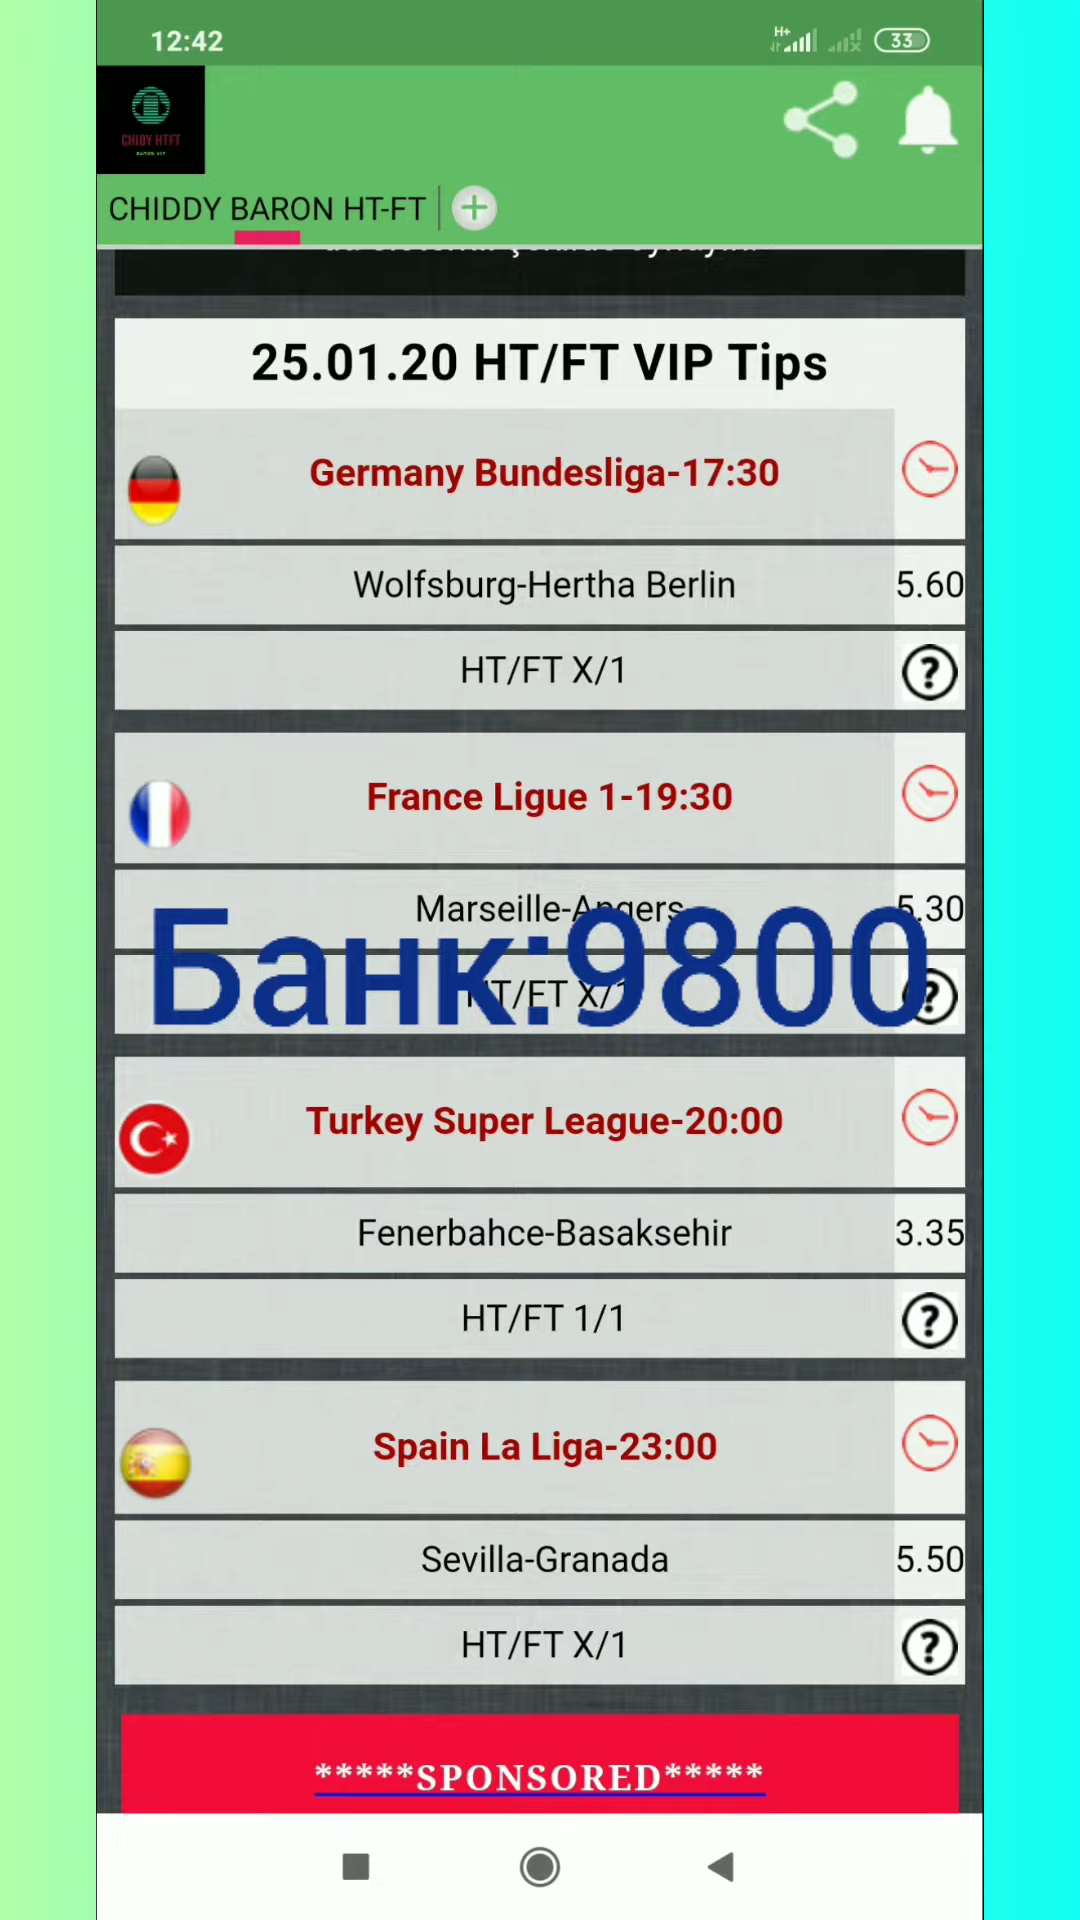 12:42
H+
33
CHIDY HTFT
BARON VIP
CHIDDY BARON HT-FT
25.01.20 HT/FT VIP Tips
Germany Bundesliga-17:30
Wolfsburg-Hertha Berlin 5.60
HT/FT X/1
France Ligue 1-19:30
Marseille-Angers 5.30
HT/FT X/1
Банк:9800
Turkey Super League-20:00
Fenerbahce-Basaksehir 3.35
HT/FT 1/1
Spain La Liga-23:00
Sevilla-Granada 5.50
HT/FT X/1
*****SPONSORED*****